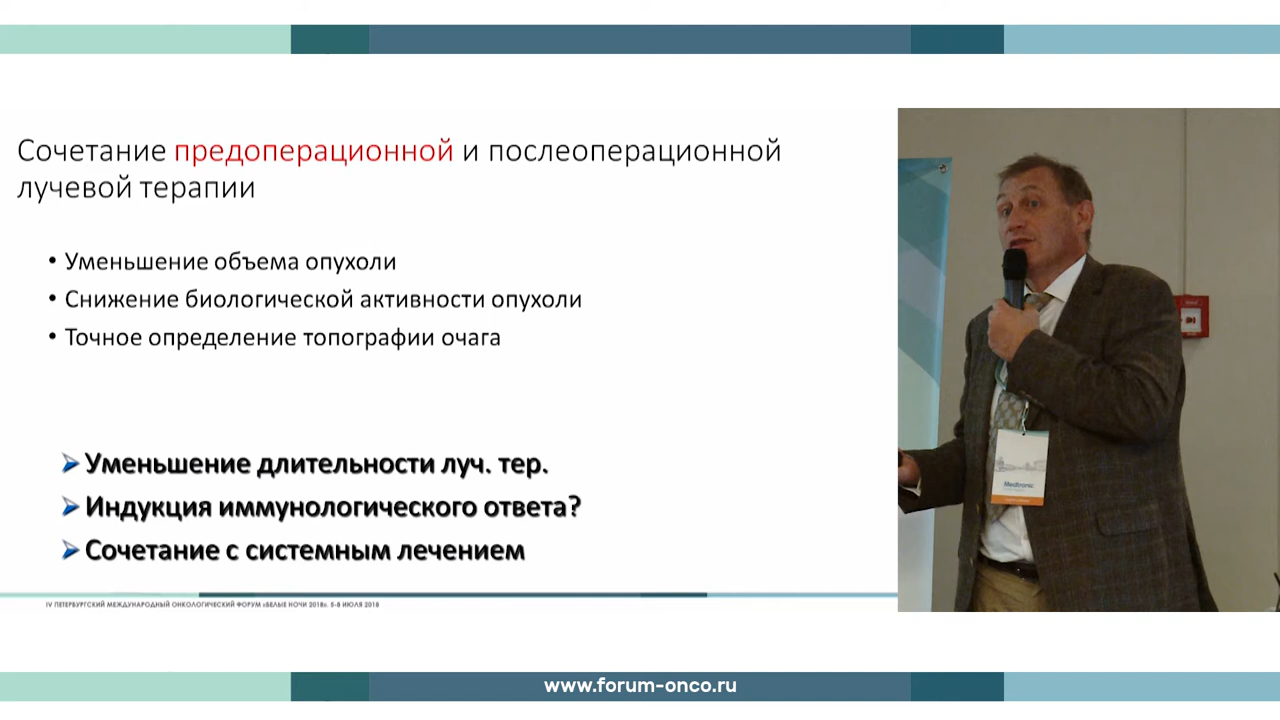 Сочетание предоперационной и послеоперационной
лучевой терапии
• Уменьшение объема опухоли
• Снижение биологической активности опухоли
• Точное определение топографии очага
Уменьшение длительности луч. тер.
Индукция иммунологического ответа?
Сочетание с системным лечением
IV ПЕТЕРБУРГСКИЙ МЕЖДУНАРОДНЫЙ ОНКОЛОГИЧЕСКИЙ ФОРУМ «БЕЛЫЕ НОЧИ 2018». 5-8 ИЮЛЯ 2018
Medtronic
www.forum-onco.ru